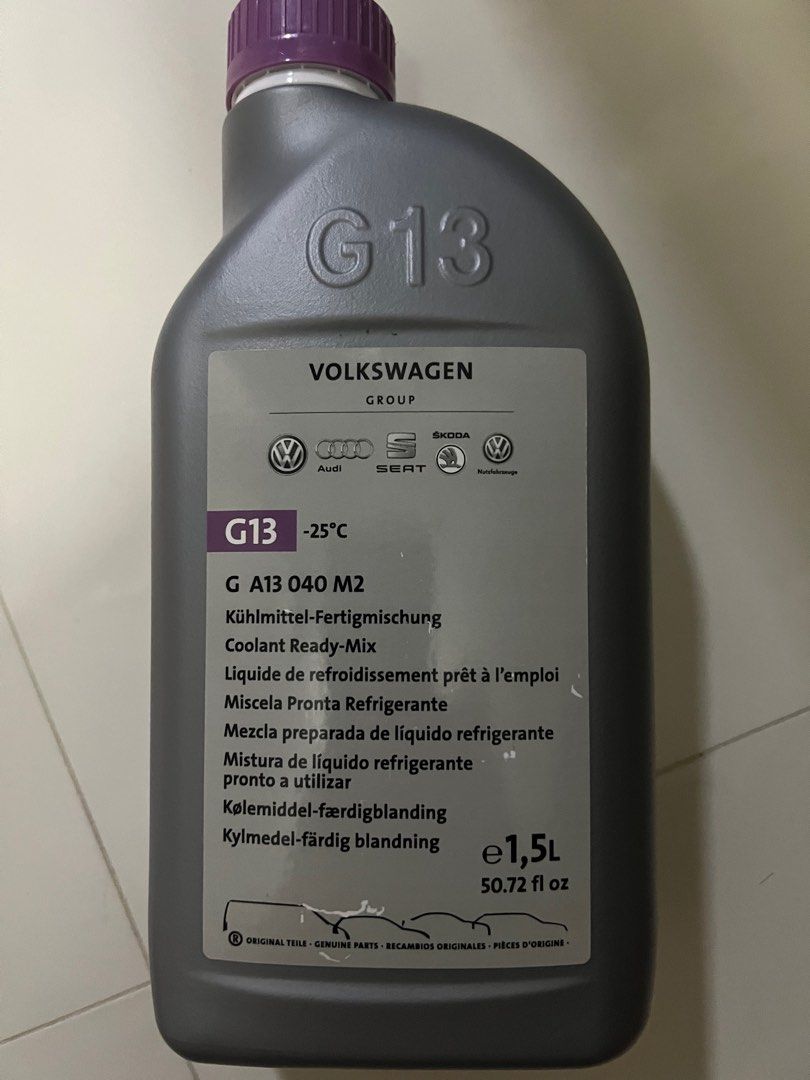 G13
VOLKSWAGEN
GROUP
Audi SEAT ŠKODA Nutzfahrzeuge
G13 -25°C
G A13 040 M2
Kühlmittel-Fertigmischung
Coolant Ready-Mix
Liquide de refroidissement prêt à l'emploi
Miscela Pronta Refrigerante
Mezcla preparada de líquido refrigerante
Mistura de líquido refrigerante
pronto a utilizar
Kølemiddel-færdigblanding
Kylmedel-färdig blandning
e1,5L
50.72 fl oz
® ORIGINAL TEILE · GENUINE PARTS · RECAMBIOS ORIGINALES · PIÈCES D'ORIGINE ·